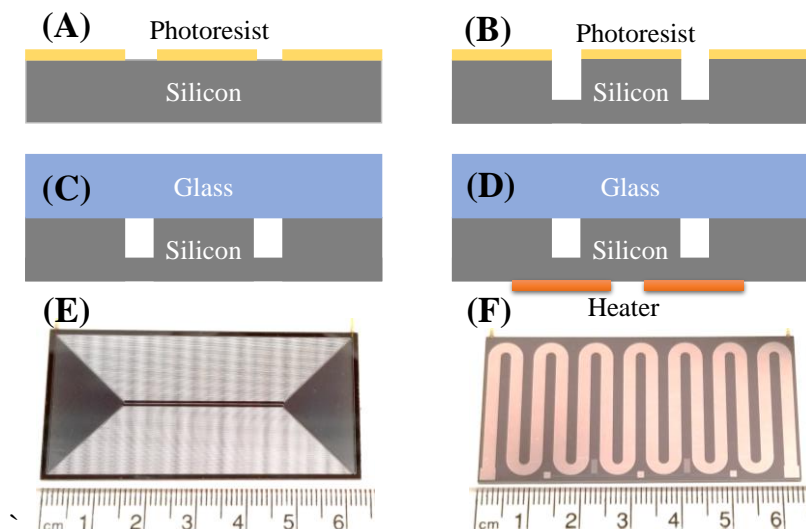 (A)
Photoresist
Silicon
(B)
Photoresist
Silicon
(C)
Glass
Silicon
(D)
Glass
Silicon
Heater
(E)
(F)
cm 1 2 3 4 5 6
cm 1 2 3 4 5 6
`